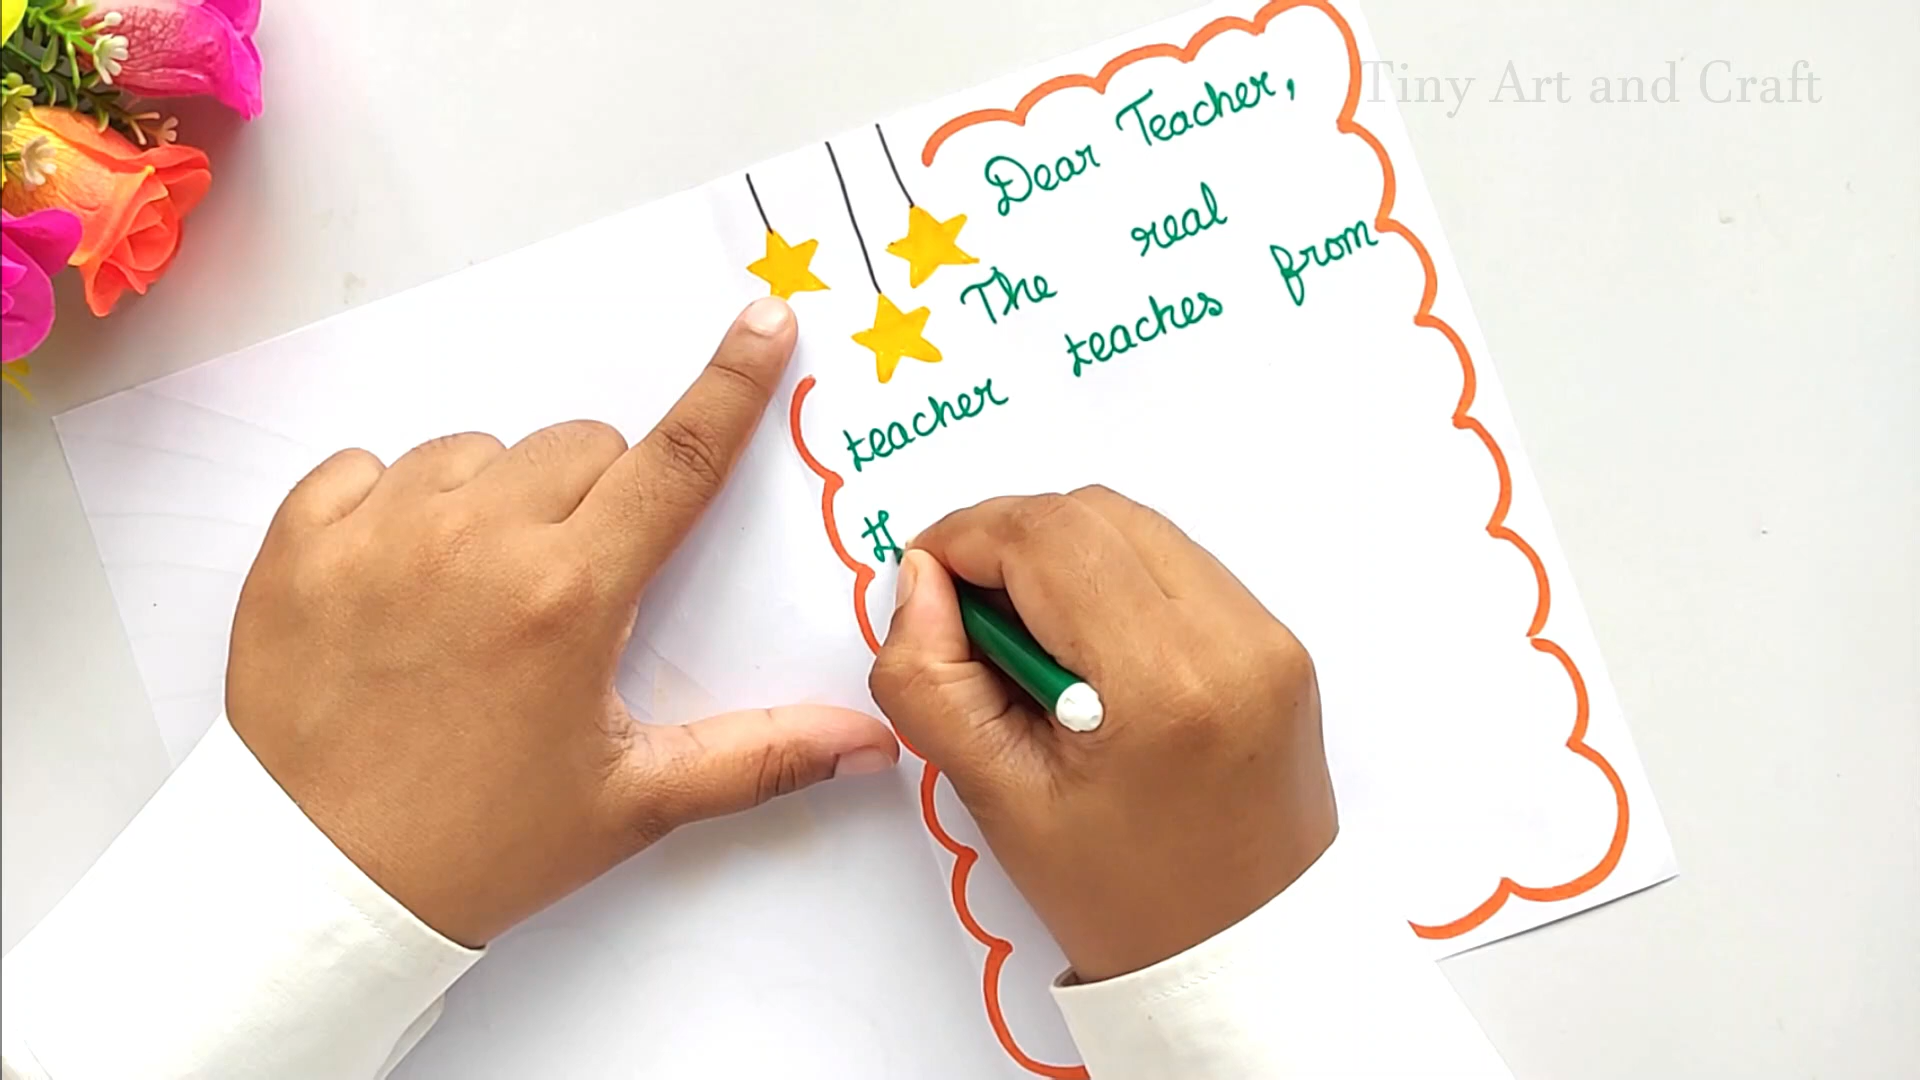 Tiny Art and Craft
Dear Teacher,
The real
teacher teaches from